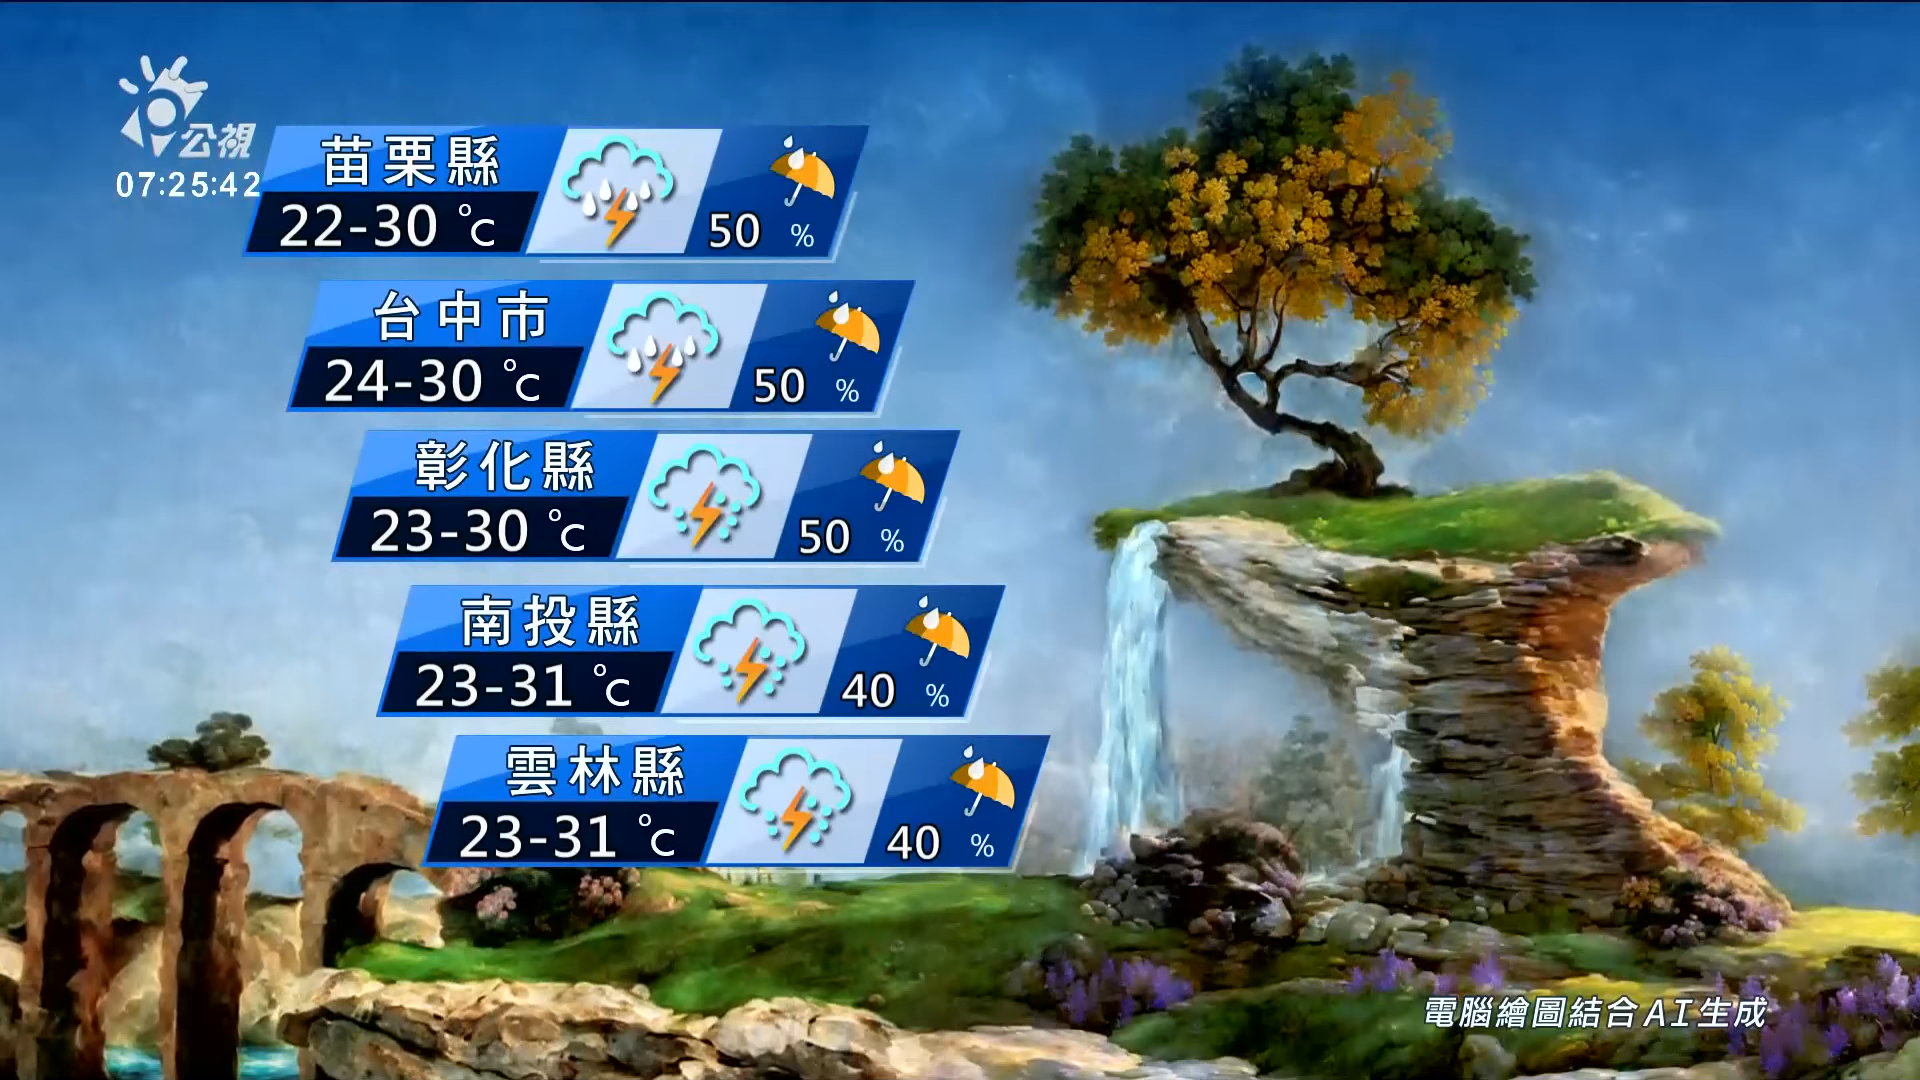 公視
07:25:42
苗栗縣
22-30 °C
50 %
台中市
24-30 °C
50 %
彰化縣
23-30 °C
50 %
南投縣
23-31 °C
40 %
雲林縣
23-31 °C
40 %
電腦繪圖結合AI生成